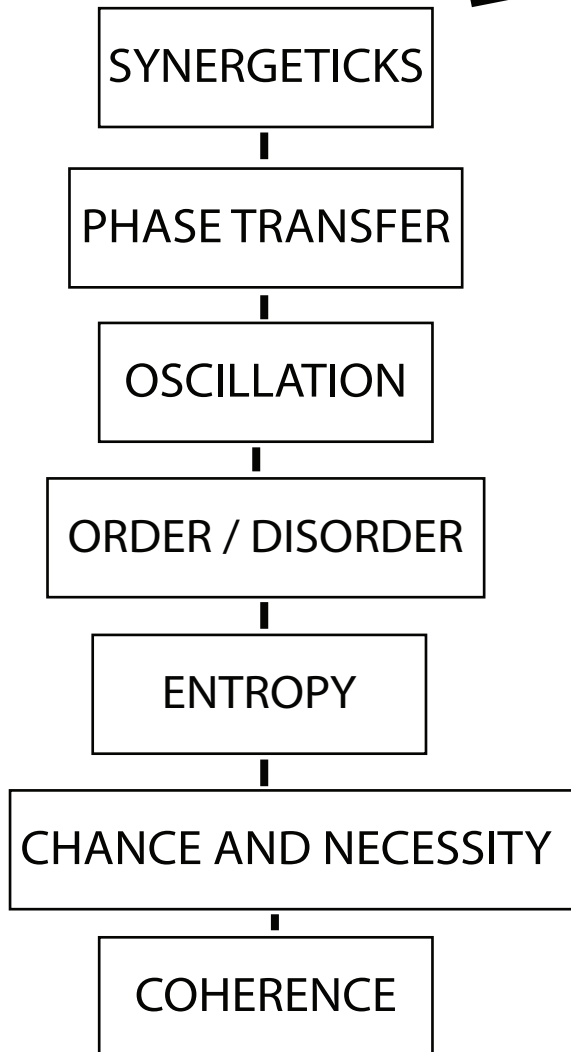 SYNERGETICKS
PHASE TRANSFER
OSCILLATION
ORDER / DISORDER
ENTROPY
CHANCE AND NECESSITY
COHERENCE